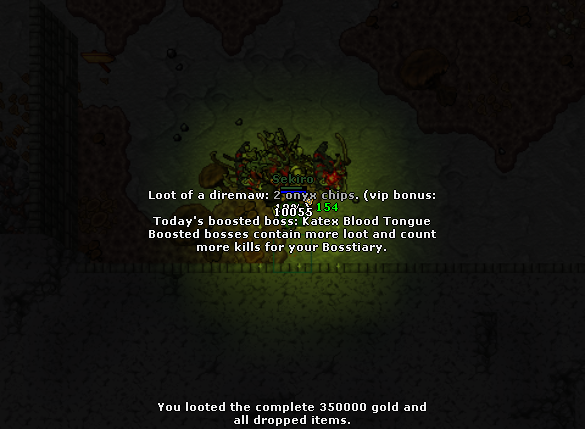 Sekiro
Loot of a diremaw: 2 onyx chips. (vip bonus:
154
10055
Today's boosted boss: Katex Blood Tongue
Boosted bosses contain more loot and count
more kills for your Bosstiary.
You looted the complete 350000 gold and
all dropped items.